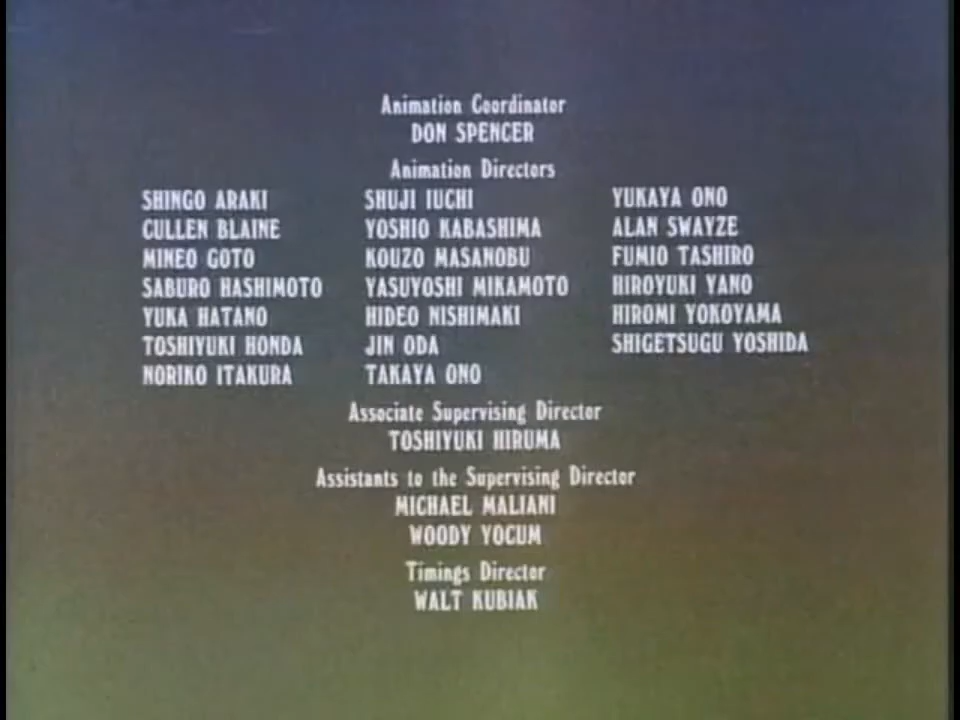 Animation Coordinator
DON SPENCER
Animation Directors
SHINGO ARAKI SHUJI IUCHI YUKAYA ONO
CULLEN BLAINE YOSHIO KABASHIMA ALAN SWAYZE
MINEO GOTO KOUZO MASANOBU FUMIO TASHIRO
SABURO HASHIMOTO YASUYOSHI MIKAMOTO HIROYUKI YANO
YUKA HATANO HIDEO NISHIMAKI HIROMI YOKOYAMA
TOSHIYUKI HONDA JIN ODA SHIGETSUGU YOSHIDA
NORIKO ITAKURA TAKAYA ONO
Associate Supervising Director
TOSHIYUKI HIRUMA
Assistants to the Supervising Director
MICHAEL MALIANI
WOODY YOCUM
Timings Director
WALT KUBIAK